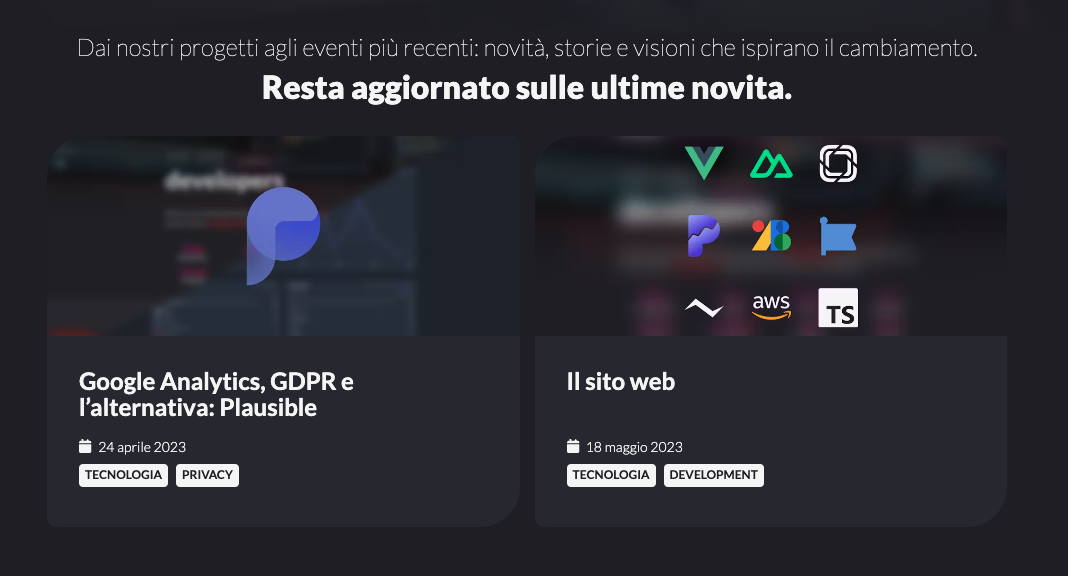 Dai nostri progetti agli eventi più recenti: novità, storie e visioni che ispirano il cambiamento.
Resta aggiornato sulle ultime novita.
developers
aws
TS
Google Analytics, GDPR e
l’alternativa: Plausible
24 aprile 2023
TECNOLOGIA PRIVACY
Il sito web
18 maggio 2023
TECNOLOGIA DEVELOPMENT